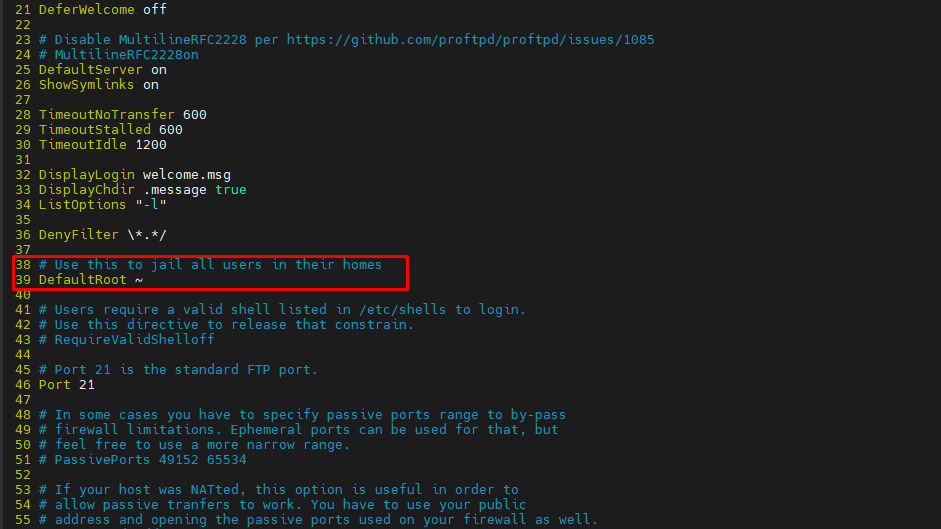 21 DeferWelcome off
22
23 # Disable MultilineRFC2228 per https://github.com/proftpd/proftpd/issues/1085
24 # MultilineRFC2228on
25 DefaultServer on
26 ShowSymlinks on
27
28 TimeoutNoTransfer 600
29 TimeoutStalled 600
30 TimeoutIdle 1200
31
32 DisplayLogin welcome.msg
33 DisplayChdir .message true
34 ListOptions "-l"
35
36 DenyFilter \*.*/
37
38 # Use this to jail all users in their homes
39 DefaultRoot ~
40
41 # Users require a valid shell listed in /etc/shells to login.
42 # Use this directive to release that constrain.
43 # RequireValidShelloff
44
45 # Port 21 is the standard FTP port.
46 Port 21
47
48 # In some cases you have to specify passive ports range to by-pass
49 # firewall limitations. Ephemeral ports can be used for that, but
50 # feel free to use a more narrow range.
51 # PassivePorts 49152 65534
52
53 # If your host was NATted, this option is useful in order to
54 # allow passive tranfers to work. You have to use your public
55 # address and opening the passive ports used on your firewall as well.